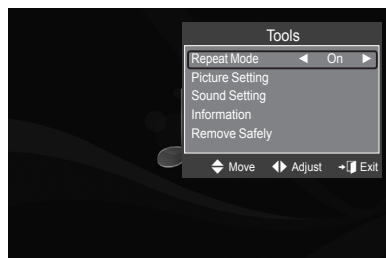 Tools
Repeat Mode ◀ On ▶
Picture Setting
Sound Setting
Information
Remove Safely
Move Adjust Exit